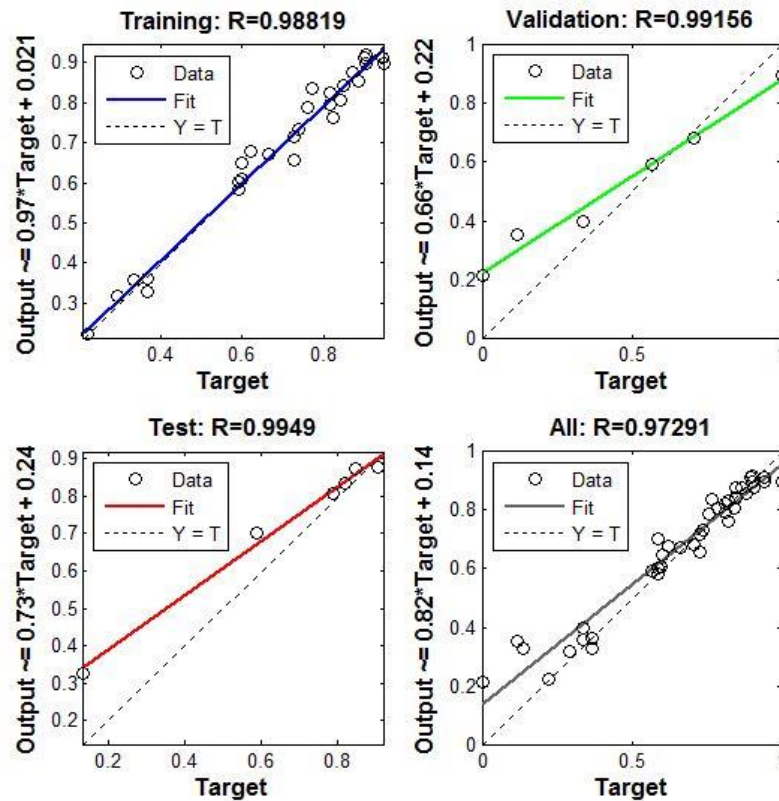 Training: R=0.98819
Output ~= 0.97*Target + 0.021
0.9
0.8
0.7
0.6
0.5
0.4
0.3
Data
Fit
Y = T
0.4
0.6
0.8
Target
Validation: R=0.99156
Output ~= 0.66*Target + 0.22
1
0.8
0.6
0.4
0.2
0
Data
Fit
Y = T
0
0.5
Target
Test: R=0.9949
Output ~= 0.73*Target + 0.24
0.9
0.8
0.7
0.6
0.5
0.4
0.3
0.2
Data
Fit
Y = T
0.2
0.4
0.6
0.8
Target
All: R=0.97291
Output ~= 0.82*Target + 0.14
1
0.8
0.6
0.4
0.2
0
Data
Fit
Y = T
0
0.5
Target